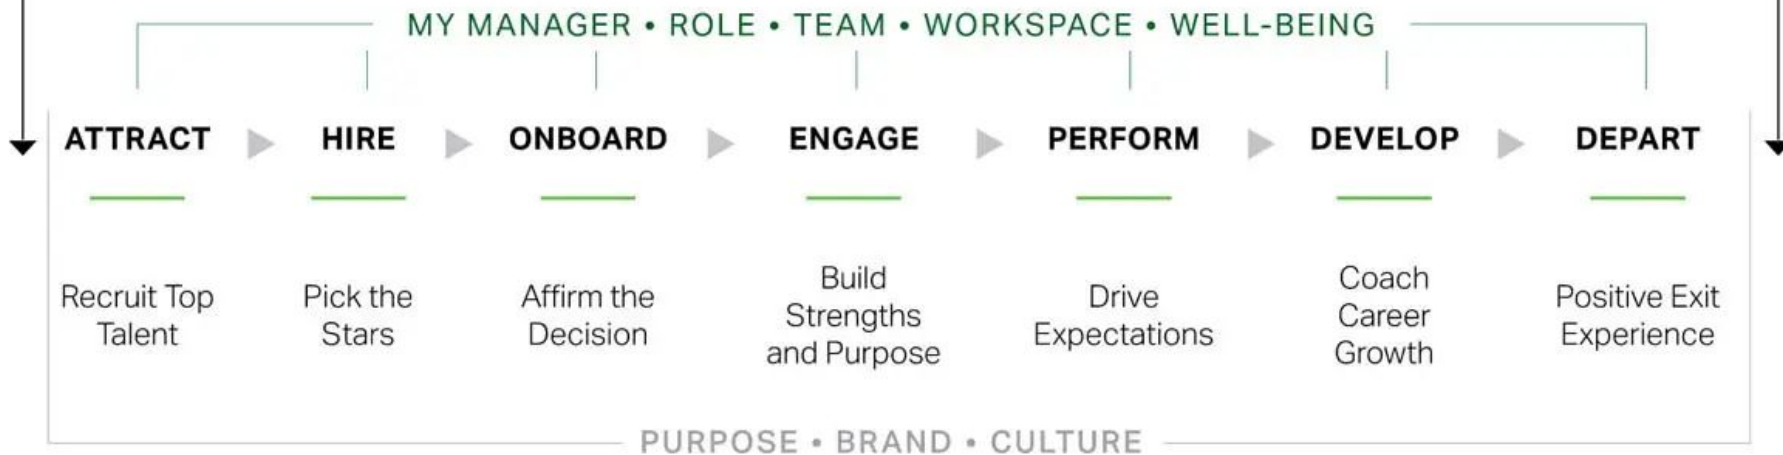 MY MANAGER • ROLE • TEAM • WORKSPACE • WELL-BEING
ATTRACT
HIRE
ONBOARD
ENGAGE
PERFORM
DEVELOP
DEPART
Recruit Top
Talent
Pick the
Stars
Affirm the
Decision
Build
Strengths
and Purpose
Drive
Expectations
Coach
Career
Growth
Positive Exit
Experience
PURPOSE • BRAND • CULTURE